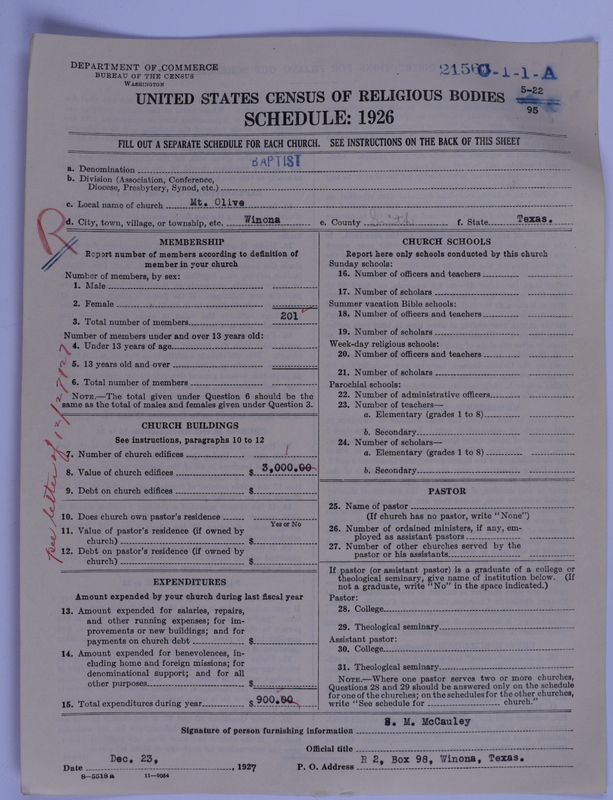 DEPARTMENT OF COMMERCE
BUREAU OF THE CENSUS
WASHINGTON
0-1-1-A
5-22
95
UNITED STATES CENSUS OF RELIGIOUS BODIES
SCHEDULE: 1926
FILL OUT A SEPARATE SCHEDULE FOR EACH CHURCH. SEE INSTRUCTIONS ON THE BACK OF THIS SHEET
a. Denomination BAPTIST
b. Division (Association, Conference,
Diocese, Presbytery, Synod, etc.)
c. Local name of church Mt. Olive
d. City, town, village, or township, etc. Winona e. County Smith f. State Texas.
R
MEMBERSHIP
Report number of members according to definition of
member in your church
Number of members, by sex:
1. Male
2. Female
3. Total number of members 201
Number of members under and over 13 years old:
4. Under 13 years of age
5. 13 years old and over
6. Total number of members
NOTE.—The total given under Question 6 should be the
same as the total of males and females given under Question 3.
per letter of 12/27/27
CHURCH BUILDINGS
See instructions, paragraphs 10 to 12
7. Number of church edifices 1
8. Value of church edifices $ 3,000.00
9. Debt on church edifices $
10. Does church own pastor's residence
Yes or No
11. Value of pastor's residence (if owned by
church) $
12. Debt on pastor's residence (if owned by
church) $
EXPENDITURES
Amount expended by your church during last fiscal year
13. Amount expended for salaries, repairs,
and other running expenses; for im-
provements or new buildings; and for
payments on church debt $
14. Amount expended for benevolences, in-
cluding home and foreign missions; for
denominational support; and for all
other purposes $
15. Total expenditures during year $ 900.00
CHURCH SCHOOLS
Report here only schools conducted by this church
Sunday schools:
16. Number of officers and teachers
17. Number of scholars
Summer vacation Bible schools:
18. Number of officers and teachers
19. Number of scholars
Week-day religious schools:
20. Number of officers and teachers
21. Number of scholars
Parochial schools:
22. Number of administrative officers
23. Number of teachers—
a. Elementary (grades 1 to 8)
b. Secondary
24. Number of scholars—
a. Elementary (grades 1 to 8)
b. Secondary
PASTOR
25. Name of pastor
(If church has no pastor, write "None")
26. Number of ordained ministers, if any, em-
ployed as assistant pastors
27. Number of other churches served by the
pastor or his assistants
If pastor (or assistant pastor) is a graduate of a college or
theological seminary, give name of institution below. (If
not a graduate, write "No" in the space indicated.)
Pastor:
28. College
29. Theological seminary
Assistant pastor:
30. College
31. Theological seminary
NOTE.—Where one pastor serves two or more churches,
Questions 28 and 29 should be answered only on the schedule
for one of the churches; on the schedules for the other churches,
write "See schedule for church."
S. M. McCauley
Signature of person furnishing information
Official title
Date Dec. 23, , 1927 P. O. Address R 2, Box 98, Winona, Texas.
8-5518a 11-9034